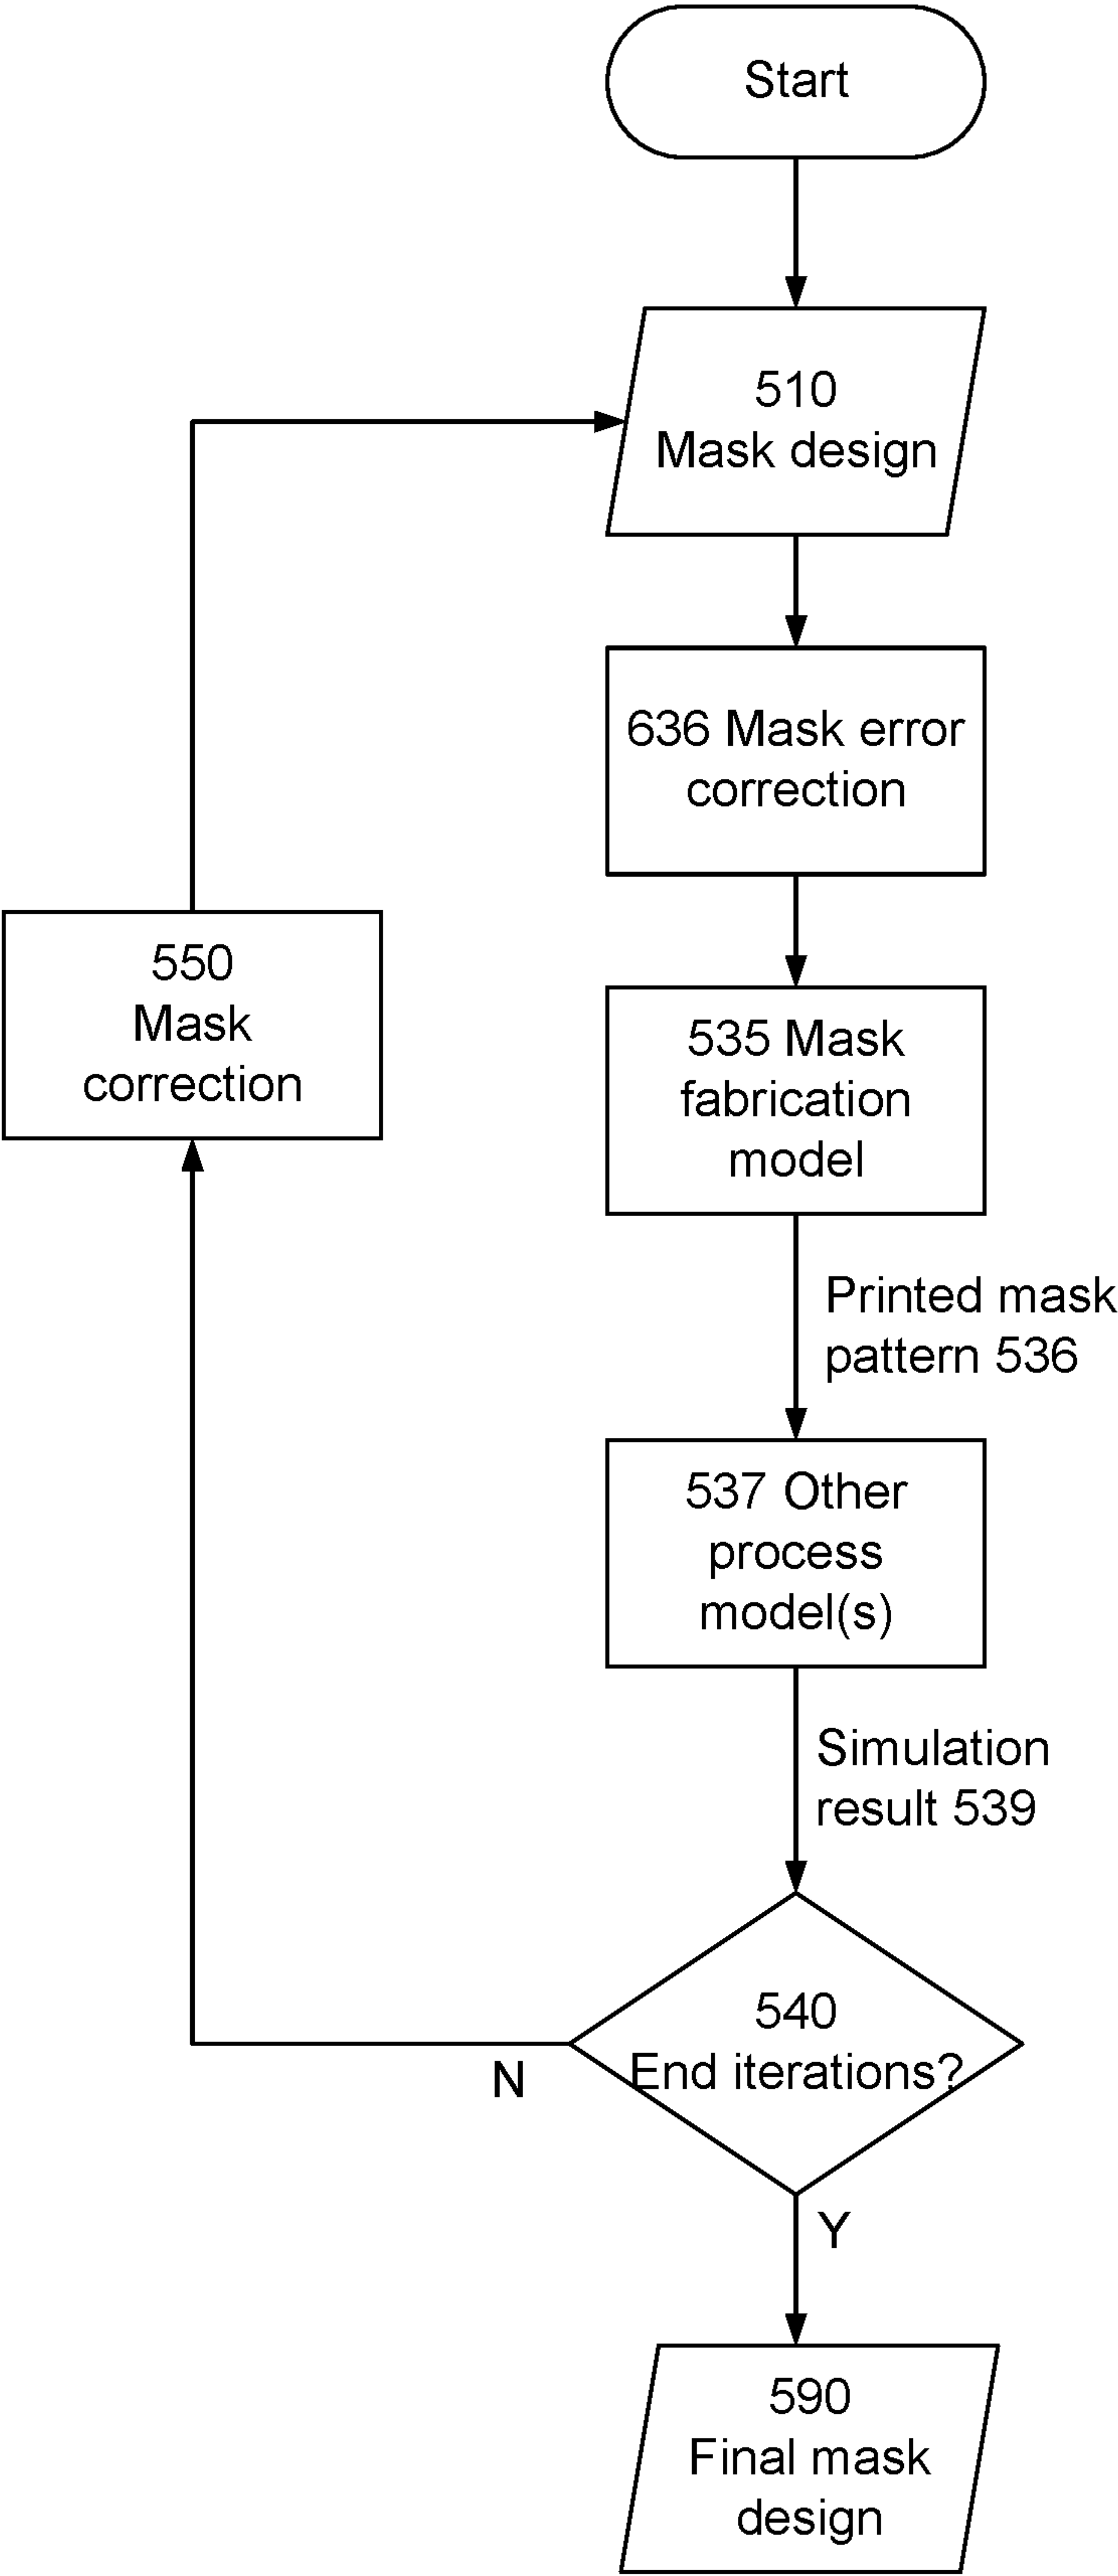 Start
510
Mask design
636 Mask error
correction
550
Mask
correction
535 Mask
fabrication
model
Printed mask
pattern 536
537 Other
process
model(s)
Simulation
result 539
540
End iterations?
N
Y
590
Final mask
design